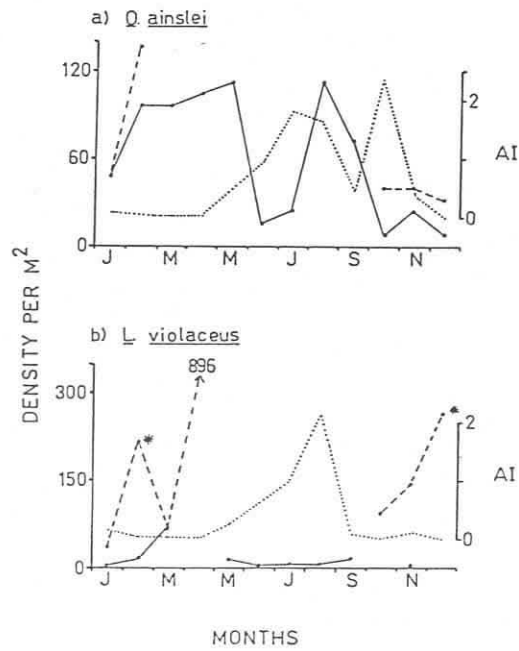 a) O. ainslei
120
60
0
2
1
0
AI
J M M J S N
DENSITY PER M²
b) L. violaceus
896
300
150
0
2
1
0
AI
J M M J S N
MONTHS